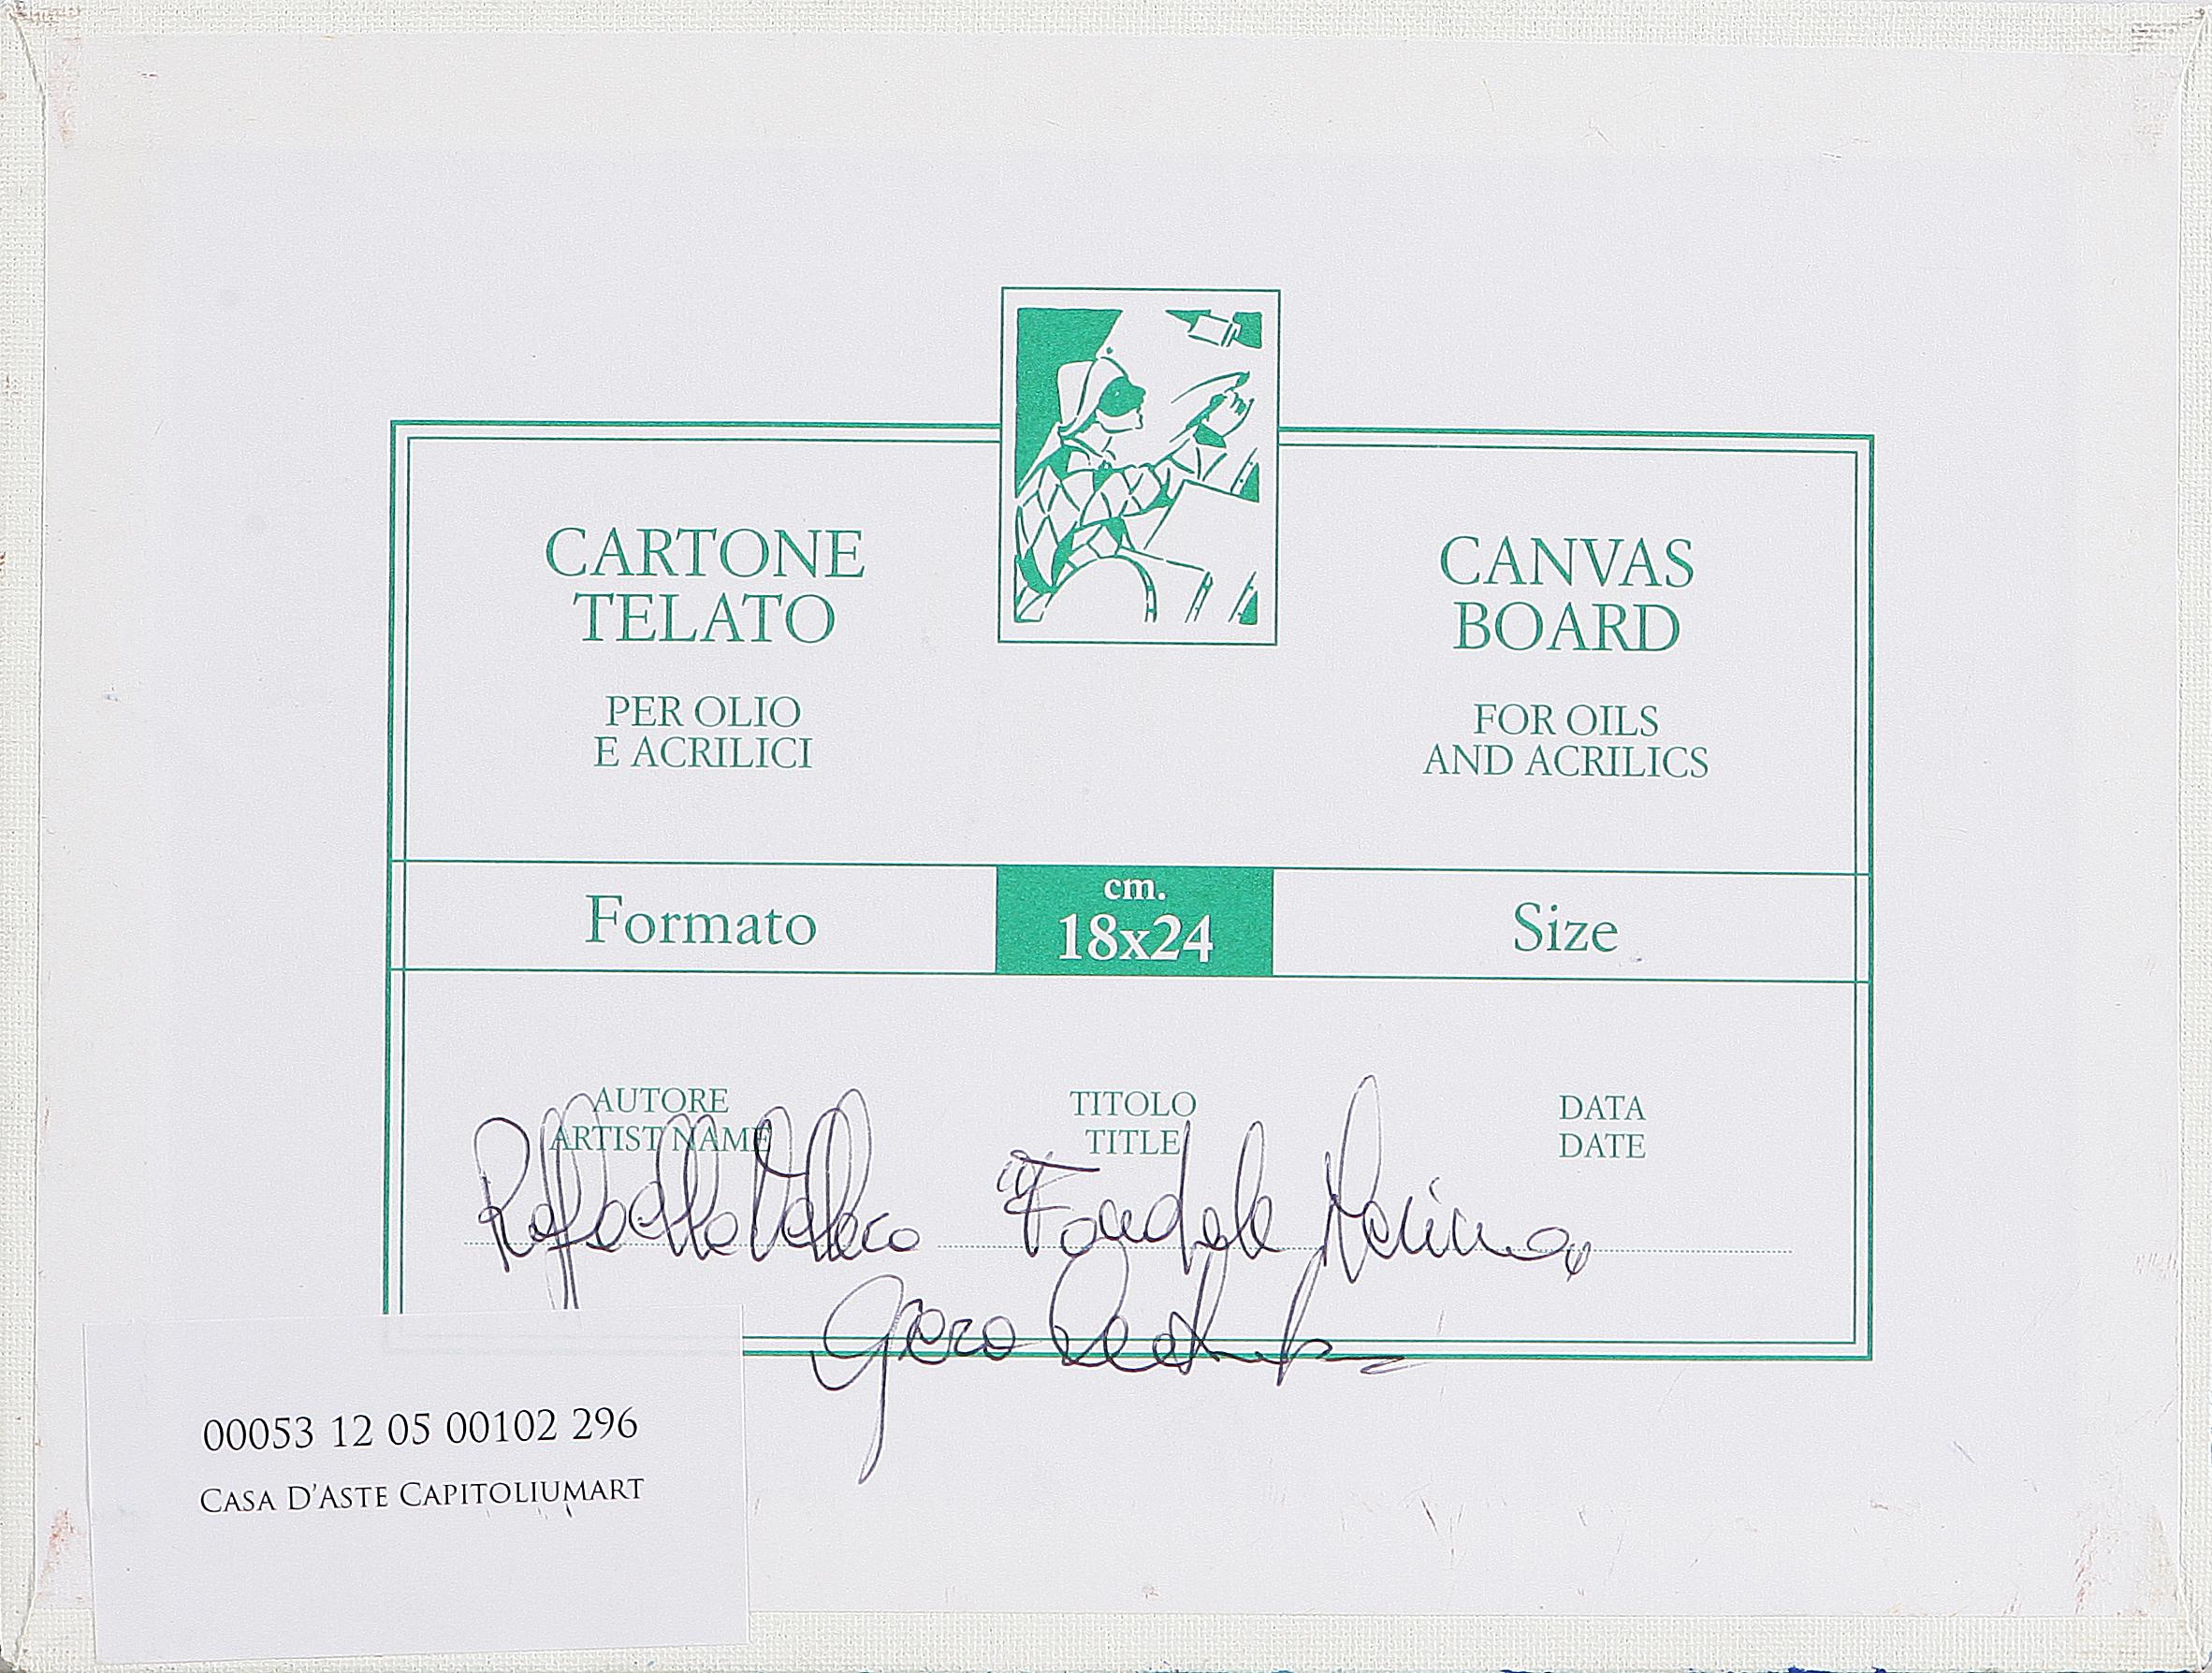 CARTONE
TELATO
PER OLIO
E ACRILICI
CANVAS
BOARD
FOR OILS
AND ACRILICS
Formato
cm.
18x24
Size
AUTORE
ARTIST NAME
TITOLO
TITLE
DATA
DATE
Raffaella
00053 12 05 00102 296
CASA D'ASTE CAPITOLIUMART